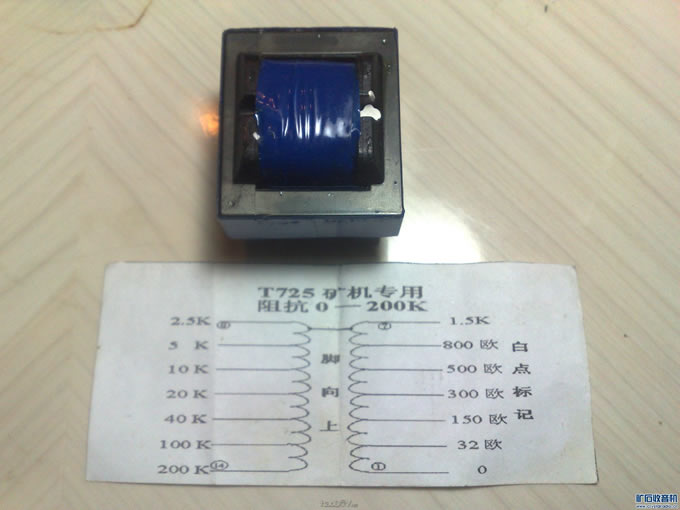 T725 矿机专用
阻抗 0 — 200K
2.5K ⑧ ⑦ 1.5K
5 K 800 欧
10 K 500 欧
20 K 300 欧
40 K 150 欧
100 K 32 欧
200 K ⑭ ① 0
脚向上
白点标记
矿石收音机